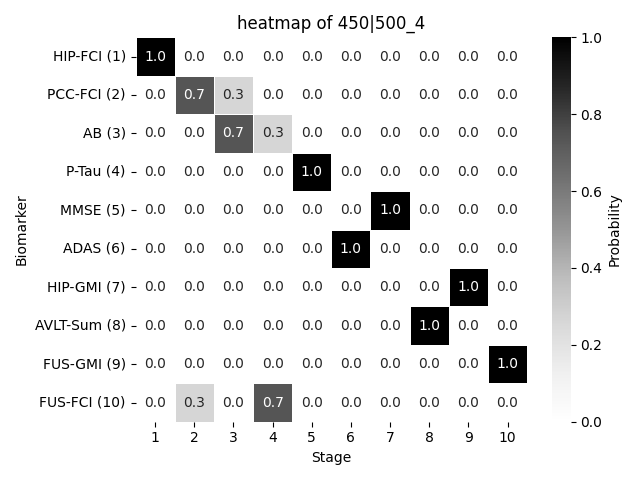 heatmap of 450|500_4
HIP-FCI (1) 1.0 0.0 0.0 0.0 0.0 0.0 0.0 0.0 0.0 0.0
PCC-FCI (2) 0.0 0.7 0.3 0.0 0.0 0.0 0.0 0.0 0.0 0.0
AB (3) 0.0 0.0 0.7 0.3 0.0 0.0 0.0 0.0 0.0 0.0
P-Tau (4) 0.0 0.0 0.0 0.0 1.0 0.0 0.0 0.0 0.0 0.0
MMSE (5) 0.0 0.0 0.0 0.0 0.0 0.0 1.0 0.0 0.0 0.0
ADAS (6) 0.0 0.0 0.0 0.0 0.0 1.0 0.0 0.0 0.0 0.0
HIP-GMI (7) 0.0 0.0 0.0 0.0 0.0 0.0 0.0 0.0 1.0 0.0
AVLT-Sum (8) 0.0 0.0 0.0 0.0 0.0 0.0 0.0 1.0 0.0 0.0
FUS-GMI (9) 0.0 0.0 0.0 0.0 0.0 0.0 0.0 0.0 0.0 1.0
FUS-FCI (10) 0.0 0.3 0.0 0.7 0.0 0.0 0.0 0.0 0.0 0.0
1 2 3 4 5 6 7 8 9 10
Stage
Biomarker
1.0
0.8
0.6
0.4
0.2
0.0
Probability